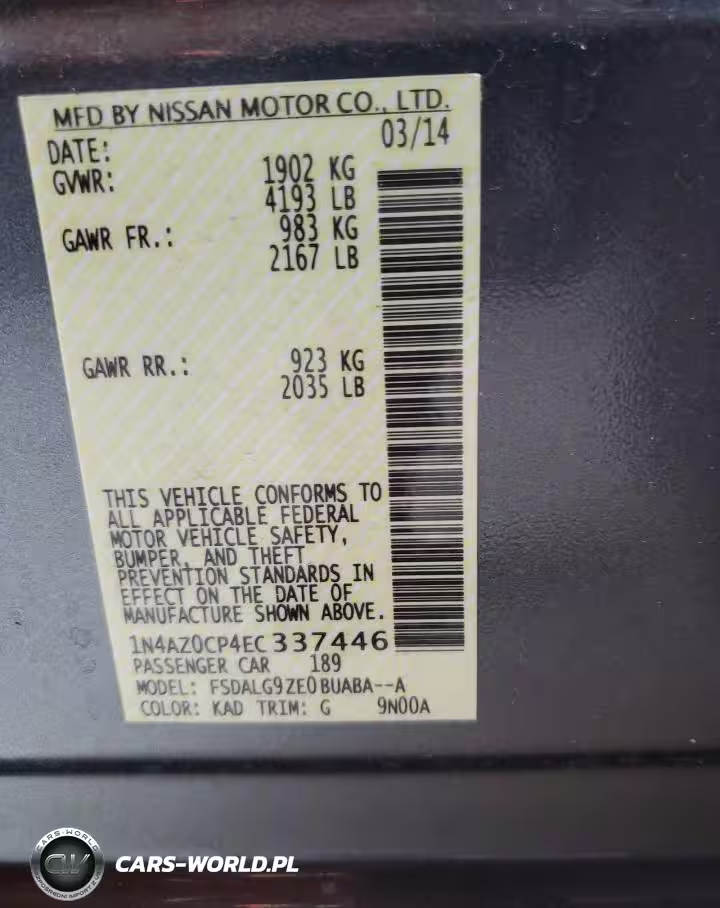 MFD BY NISSAN MOTOR CO., LTD.
DATE: 03/14
GVWR: 1902 KG
4193 LB
GAWR FR.: 983 KG
2167 LB
GAWR RR.: 923 KG
2035 LB
THIS VEHICLE CONFORMS TO
ALL APPLICABLE FEDERAL
MOTOR VEHICLE SAFETY,
BUMPER, AND THEFT
PREVENTION STANDARDS IN
EFFECT ON THE DATE OF
MANUFACTURE SHOWN ABOVE.
1N4AZ0CP4EC337446
PASSENGER CAR 189
MODEL: FSDALG9ZE0BUABA--A
COLOR: KAD TRIM: G 9N00A
CARS-WORLD
CARS-WORLD.PL